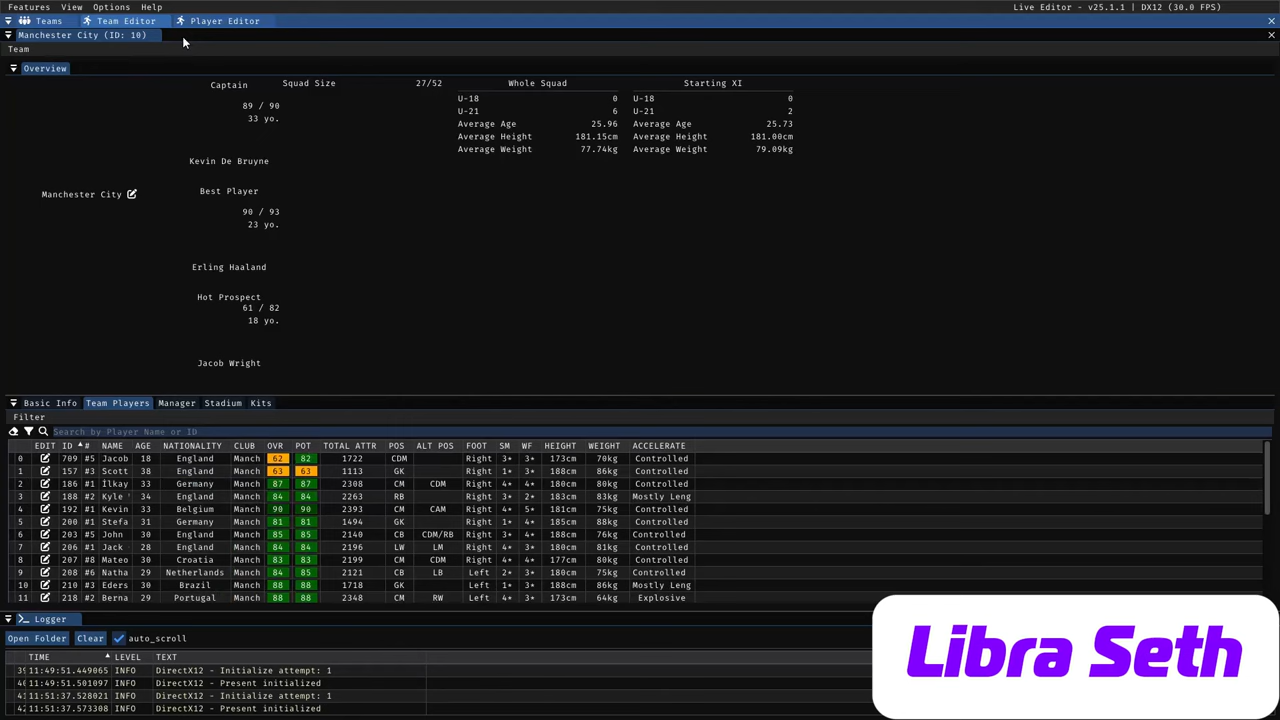 Features View Options Help Live Editor - v25.1.1 | DX12 (30.0 FPS)
Teams Team Editor Player Editor
Manchester City (ID: 10)
Team
Overview
Captain Squad Size 27/52 Whole Squad Starting XI
89 / 90 U-18 0 U-18 0
33 yo. U-21 6 U-21 2
Average Age 25.96 Average Age 25.73
Average Height 181.15cm Average Height 181.00cm
Average Weight 77.74kg Average Weight 79.09kg
Kevin De Bruyne
Manchester City
Best Player
90 / 93
23 yo.
Erling Haaland
Hot Prospect
61 / 82
18 yo.
Jacob Wright
Basic Info Team Players Manager Stadium Kits
Filter
Search by Player Name or ID
EDIT ID # NAME AGE NATIONALITY CLUB OVR POT TOTAL ATTR POS ALT POS FOOT SM WF HEIGHT WEIGHT ACCELERATE
0 709 #5 Jacob 18 England Manch 62 82 1722 CDM Right 3★ 3★ 173cm 70kg Controlled
1 157 #3 Scott 38 England Manch 63 63 1113 GK Right 1★ 3★ 188cm 86kg Controlled
2 186 #1 İlkay 33 Germany Manch 87 87 2308 CM CDM Right 4★ 4★ 180cm 80kg Controlled
3 188 #2 Kyle 34 England Manch 84 84 2263 RB Right 3★ 2★ 183cm 83kg Mostly Leng
4 192 #1 Kevin 33 Belgium Manch 90 90 2393 CM CAM Right 4★ 5★ 181cm 75kg Controlled
5 200 #1 Stefa 31 Germany Manch 81 81 1494 GK Right 1★ 4★ 185cm 88kg Controlled
6 203 #5 John 30 England Manch 85 85 2140 CB CDM/RB Right 3★ 4★ 188cm 76kg Controlled
7 206 #1 Jack 28 England Manch 84 84 2199 LW LM Right 4★ 3★ 180cm 81kg Controlled
8 207 #8 Mateo 30 Croatia Manch 83 83 2259 CM CDM Right 4★ 4★ 177cm 80kg Controlled
9 208 #6 Natha 29 Netherlands Manch 84 85 2121 CB LB Left 2★ 3★ 180cm 75kg Controlled
10 210 #3 Eders 30 Brazil Manch 88 88 1718 GK Left 1★ 3★ 188cm 86kg Mostly Leng
11 218 #2 Berna 29 Portugal Manch 88 88 2348 CM RW Left 4★ 3★ 173cm 64kg Explosive
Logger
Open Folder Clear auto_scroll
TIME LEVEL TEXT
39 11:49:51.449065 INFO DirectX12 - Initialize attempt: 1
40 11:49:51.501097 INFO DirectX12 - Present initialized
41 11:51:37.528021 INFO DirectX12 - Initialize attempt: 1
42 11:51:37.573308 INFO DirectX12 - Present initialized
Libra Seth